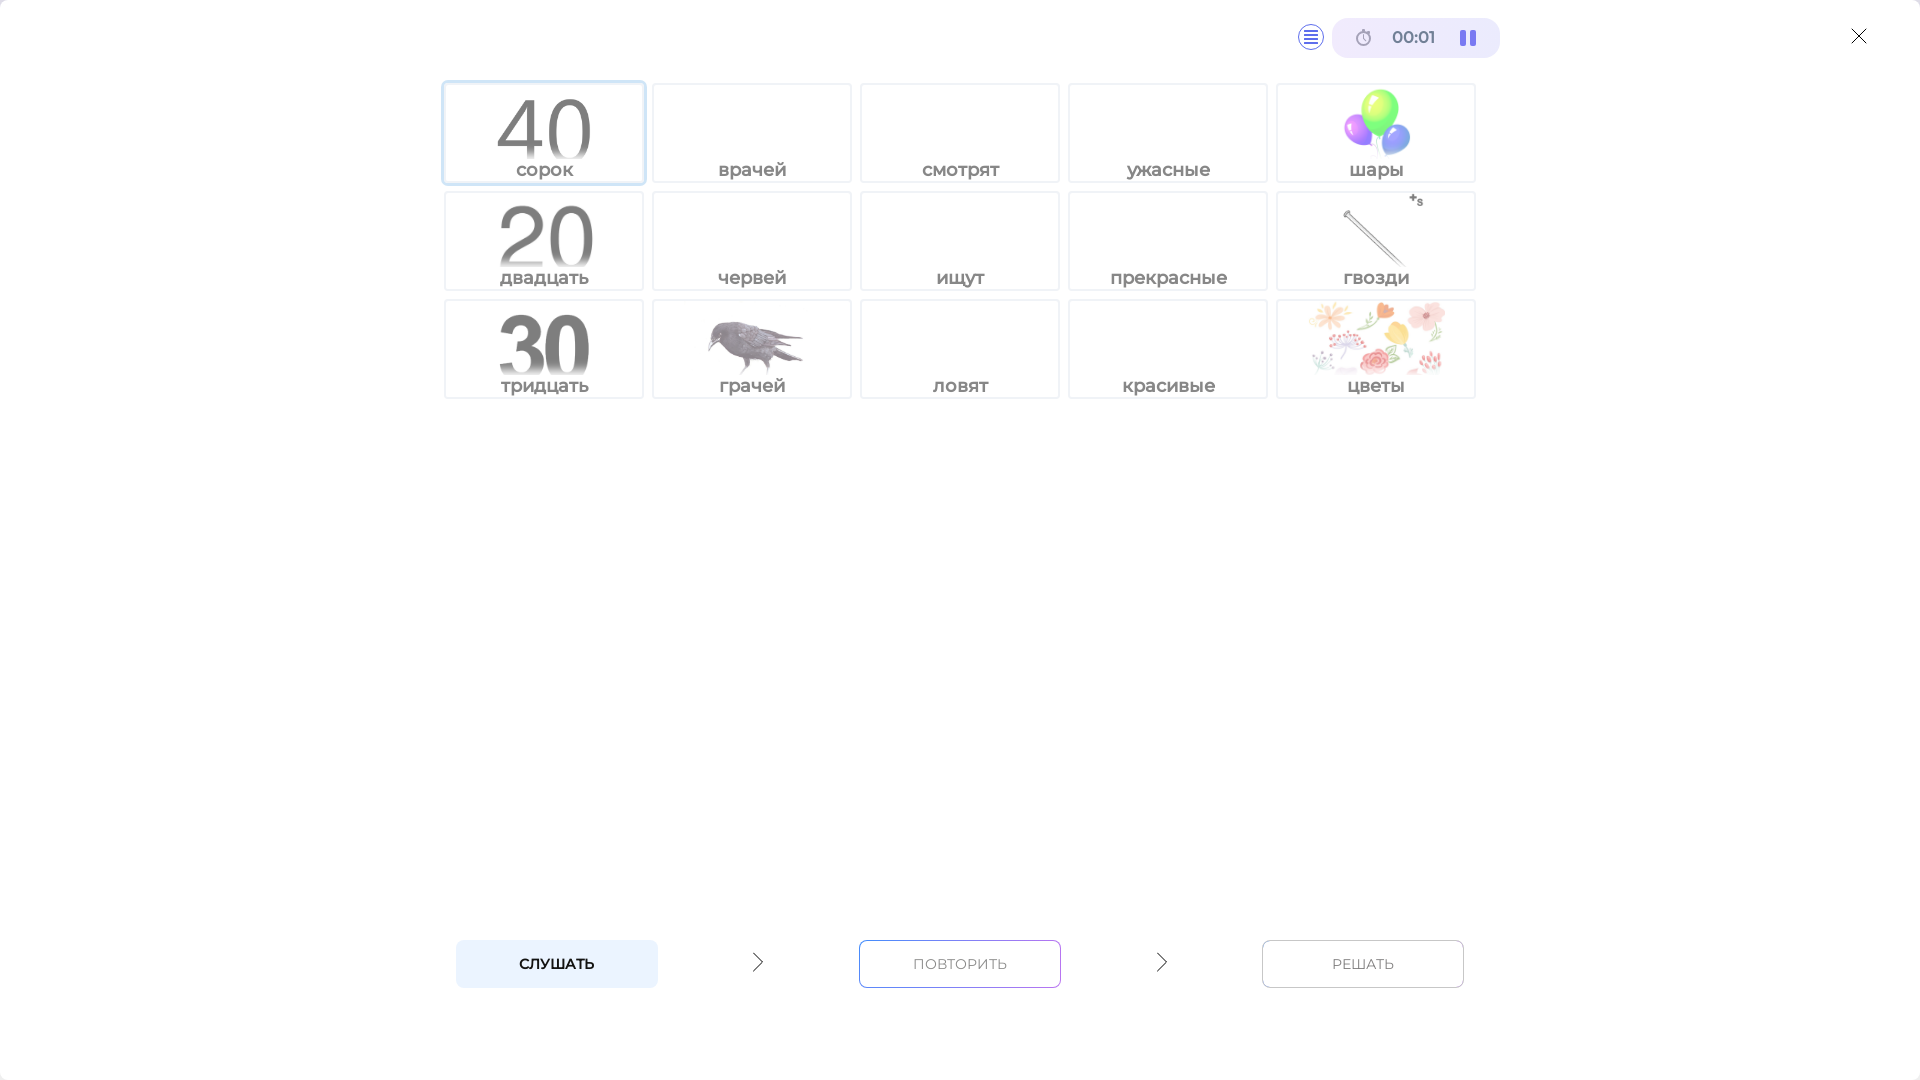 00:01
40
сорок
врачей
смотрят
ужасные
шары
20
двадцать
червей
ищут
прекрасные
+s
гвозди
30
тридцать
грачей
ловят
красивые
цветы
СЛУШАТЬ
ПОВТОРИТЬ
РЕШАТЬ